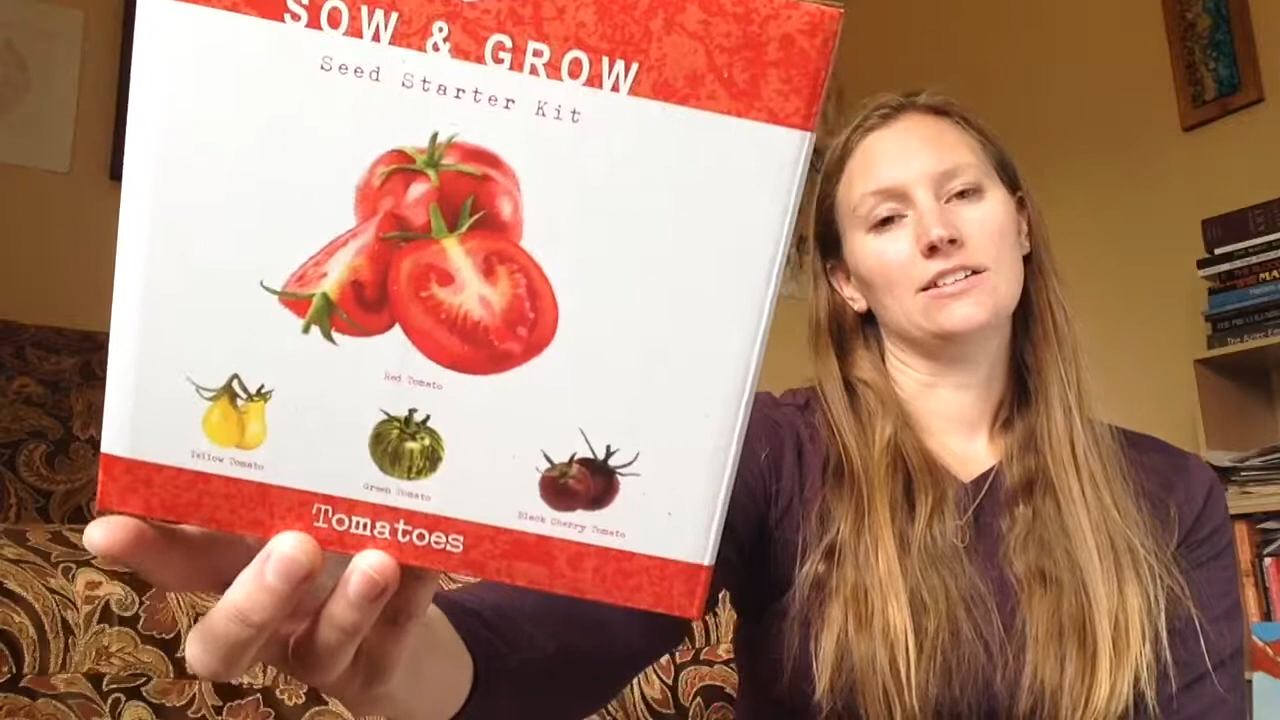 SOW & GROW
Seed Starter Kit
Red Tomato
Yellow Tomato
Green Tomato
Black Cherry Tomato
Tomatoes